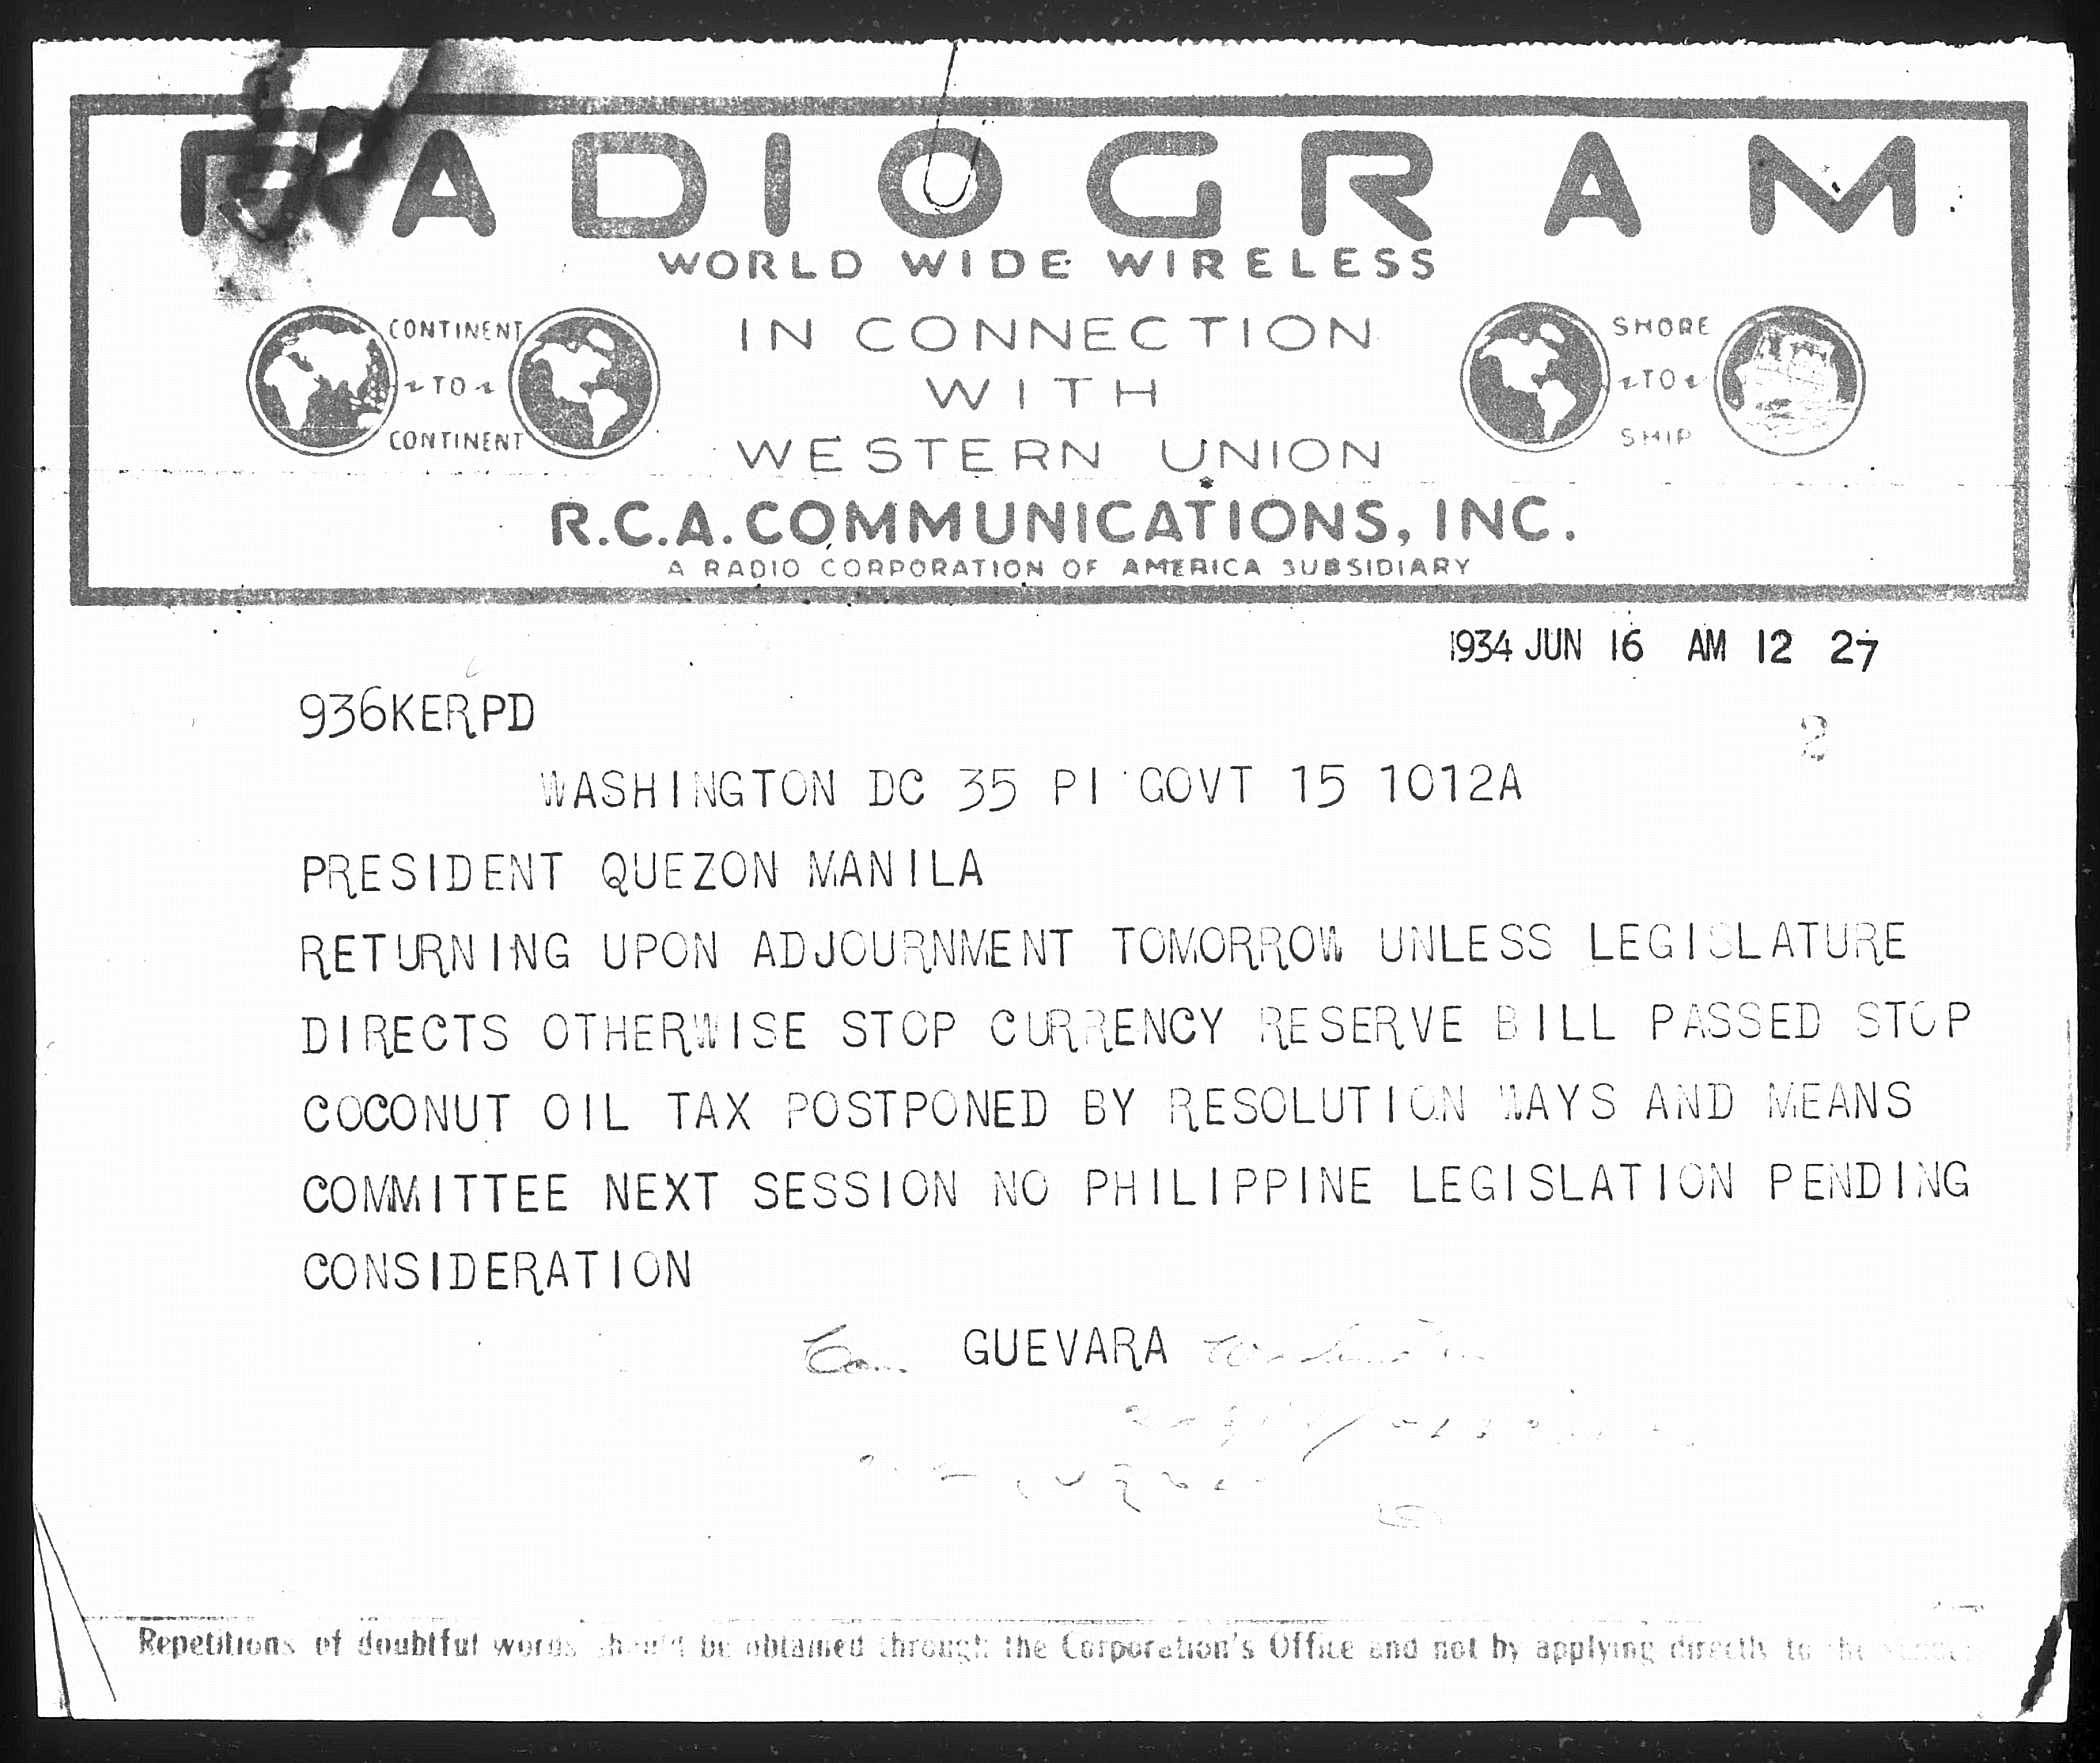 RADIOGRAM
WORLD WIDE WIRELESS
CONTINENT
TO
CONTINENT
IN CONNECTION
WITH
WESTERN UNION
SHORE
TO
SHIP
R.C.A. COMMUNICATIONS, INC.
A RADIO CORPORATION OF AMERICA SUBSIDIARY
1934 JUN 16 AM 12 27
936KERPD
2
WASHINGTON DC 35 PI GOVT 15 1012A
PRESIDENT QUEZON MANILA
RETURNING UPON ADJOURNMENT TOMORROW UNLESS LEGISLATURE
DIRECTS OTHERWISE STOP CURRENCY RESERVE BILL PASSED STOP
COCONUT OIL TAX POSTPONED BY RESOLUTION WAYS AND MEANS
COMMITTEE NEXT SESSION NO PHILIPPINE LEGISLATION PENDING
CONSIDERATION
GUEVARA
Repetitions of doubtful words should be obtained through the Corporation's Office and not by applying directly to the